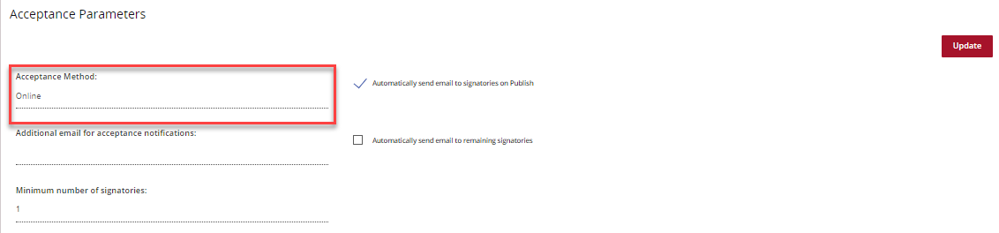 Acceptance Parameters
Update
Acceptance Method:
Online
Automatically send email to signatories on Publish
Additional email for acceptance notifications:
Automatically send email to remaining signatories
Minimum number of signatories:
1